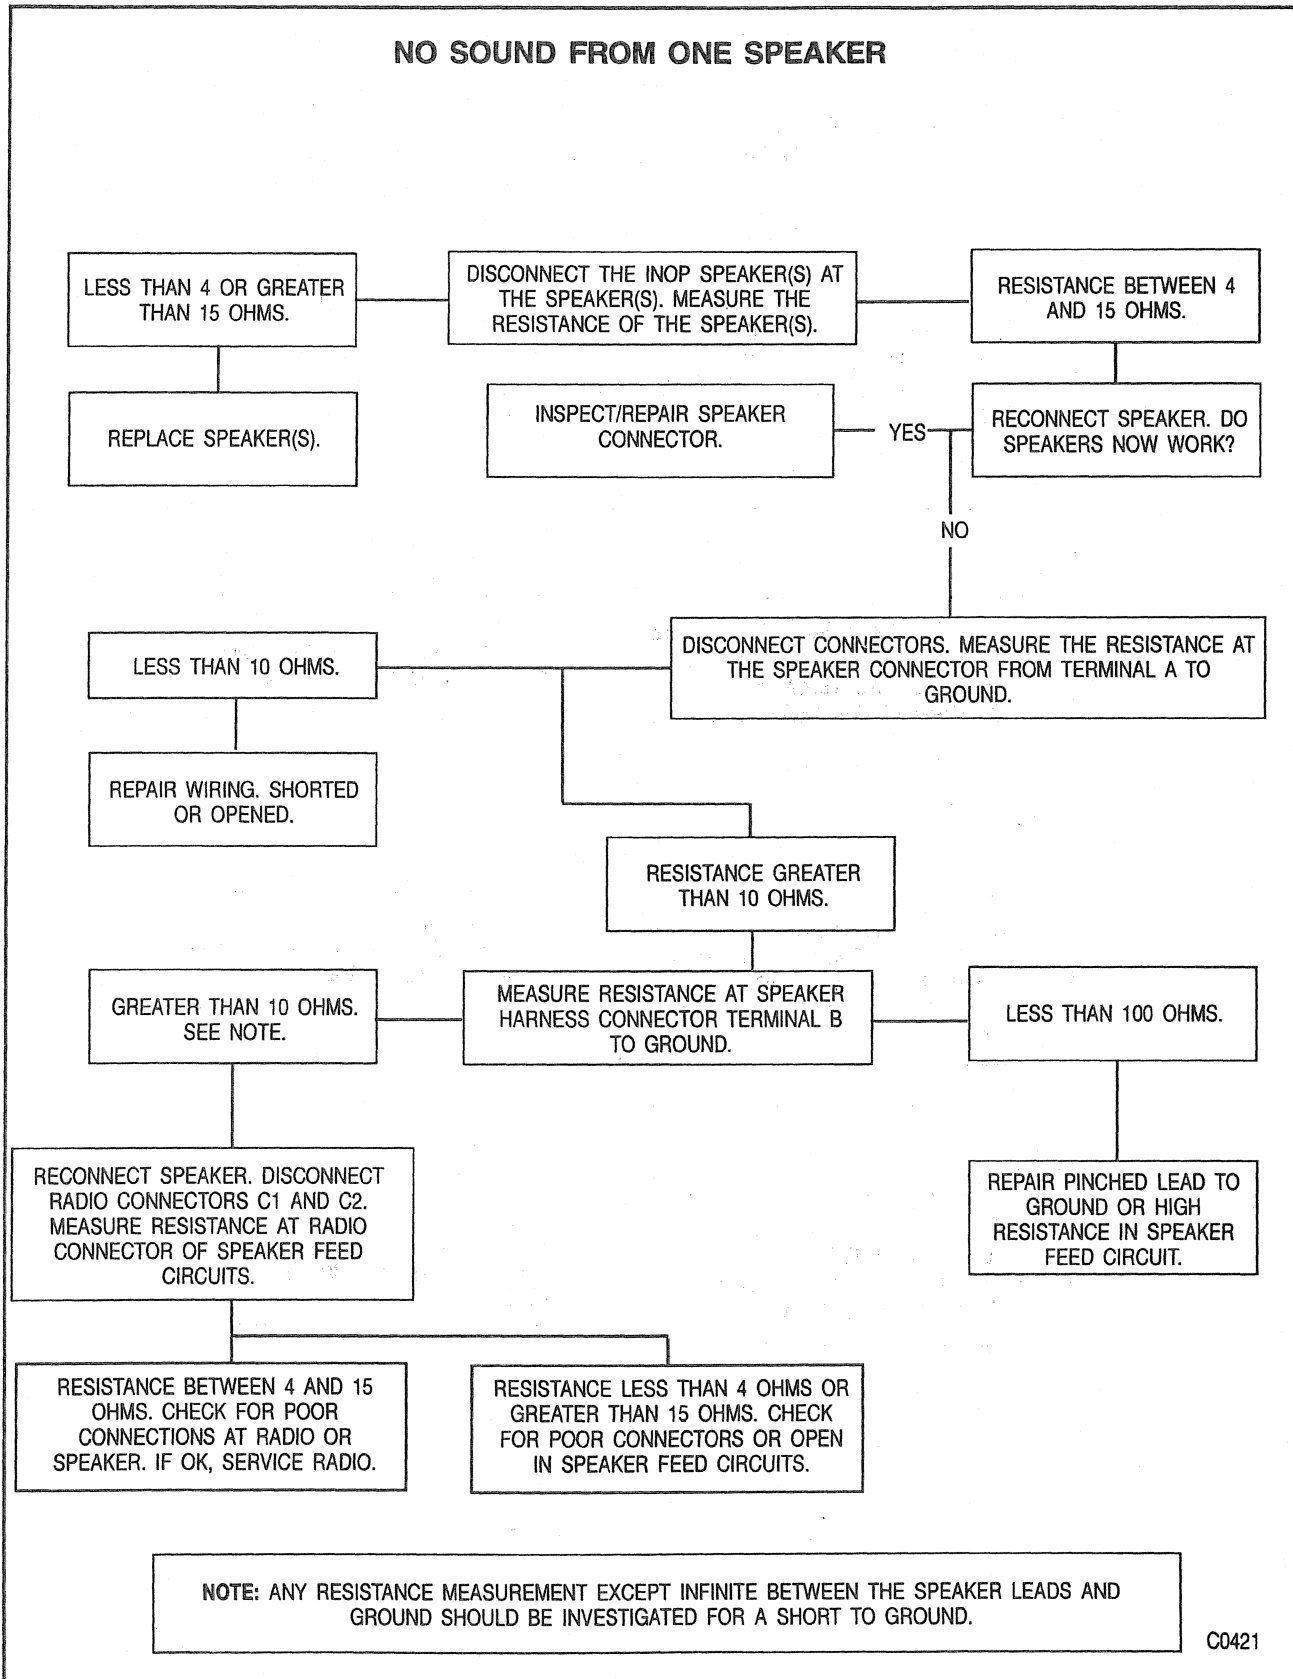 NO SOUND FROM ONE SPEAKER
LESS THAN 4 OR GREATER
THAN 15 OHMS.
DISCONNECT THE INOP SPEAKER(S) AT
THE SPEAKER(S). MEASURE THE
RESISTANCE OF THE SPEAKER(S).
RESISTANCE BETWEEN 4
AND 15 OHMS.
REPLACE SPEAKER(S).
INSPECT/REPAIR SPEAKER
CONNECTOR.
YES
RECONNECT SPEAKER. DO
SPEAKERS NOW WORK?
NO
LESS THAN 10 OHMS.
DISCONNECT CONNECTORS. MEASURE THE RESISTANCE AT
THE SPEAKER CONNECTOR FROM TERMINAL A TO
GROUND.
REPAIR WIRING. SHORTED
OR OPENED.
RESISTANCE GREATER
THAN 10 OHMS.
GREATER THAN 10 OHMS.
SEE NOTE.
MEASURE RESISTANCE AT SPEAKER
HARNESS CONNECTOR TERMINAL B
TO GROUND.
LESS THAN 100 OHMS.
RECONNECT SPEAKER. DISCONNECT
RADIO CONNECTORS C1 AND C2.
MEASURE RESISTANCE AT RADIO
CONNECTOR OF SPEAKER FEED
CIRCUITS.
REPAIR PINCHED LEAD TO
GROUND OR HIGH
RESISTANCE IN SPEAKER
FEED CIRCUIT.
RESISTANCE BETWEEN 4 AND 15
OHMS. CHECK FOR POOR
CONNECTIONS AT RADIO OR
SPEAKER. IF OK, SERVICE RADIO.
RESISTANCE LESS THAN 4 OHMS OR
GREATER THAN 15 OHMS. CHECK
FOR POOR CONNECTORS OR OPEN
IN SPEAKER FEED CIRCUITS.
NOTE: ANY RESISTANCE MEASUREMENT EXCEPT INFINITE BETWEEN THE SPEAKER LEADS AND
GROUND SHOULD BE INVESTIGATED FOR A SHORT TO GROUND.
C0421